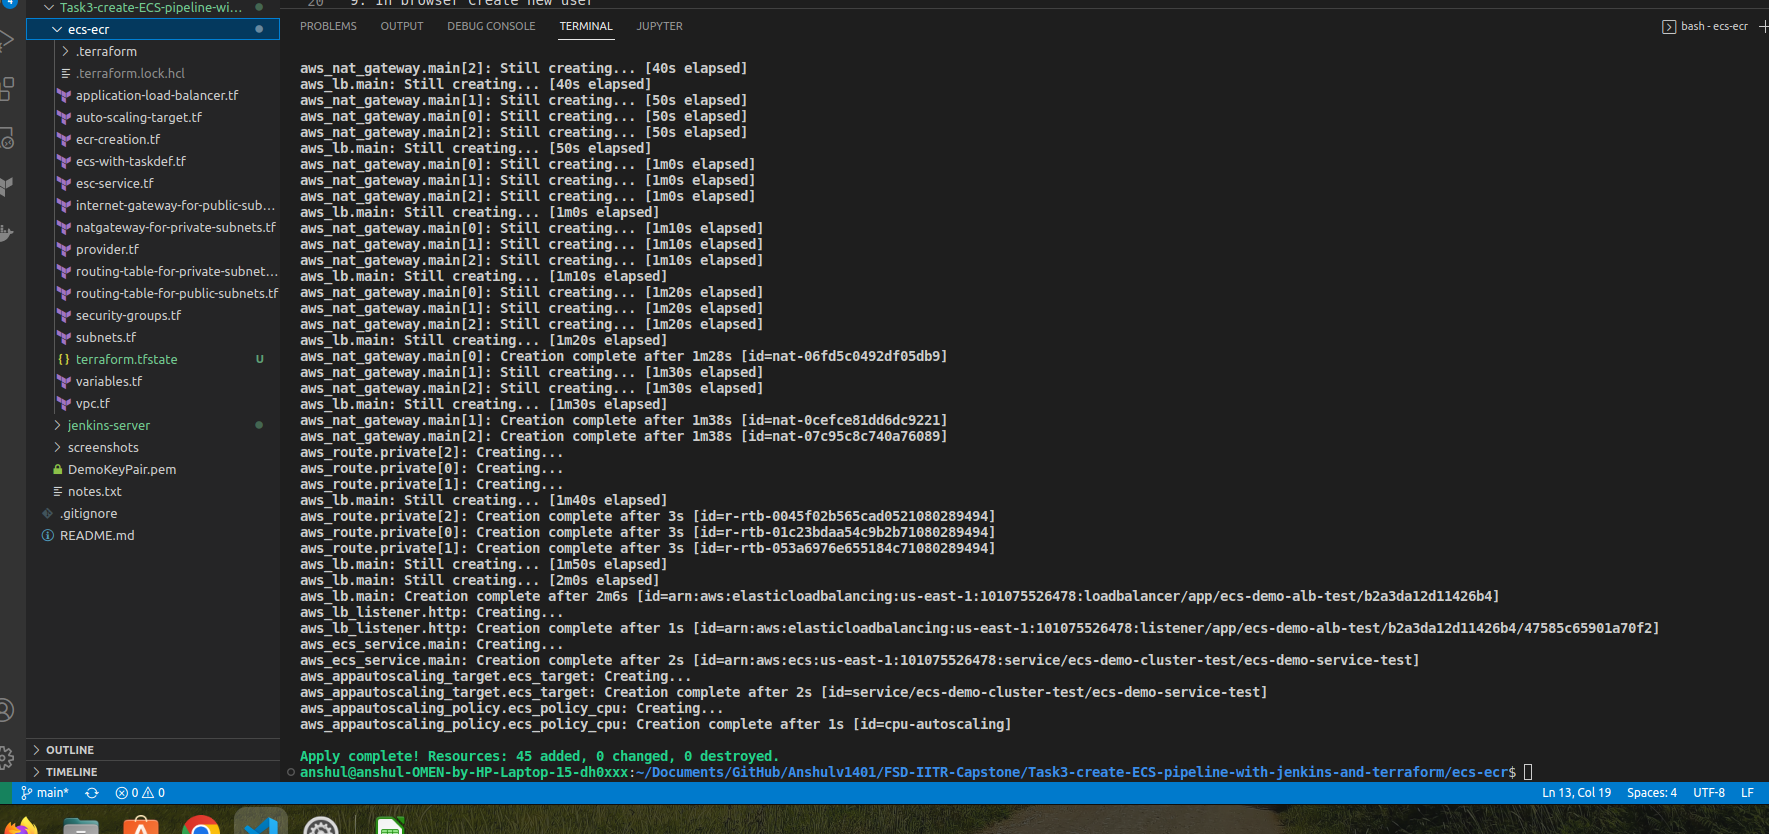 4
Task3-create-ECS-pipeline-wi...
ecs-ecr
.terraform
.terraform.lock.hcl
application-load-balancer.tf
auto-scaling-target.tf
ecr-creation.tf
ecs-with-taskdef.tf
esc-service.tf
internet-gateway-for-public-sub...
natgateway-for-private-subnets.tf
provider.tf
routing-table-for-private-subnet...
routing-table-for-public-subnets.tf
security-groups.tf
subnets.tf
terraform.tfstate U
variables.tf
vpc.tf
jenkins-server
screenshots
DemoKeyPair.pem
notes.txt
.gitignore
README.md
OUTLINE
TIMELINE
20 9. In browser create new user
PROBLEMS OUTPUT DEBUG CONSOLE TERMINAL JUPYTER
bash - ecs-ecr
aws_nat_gateway.main[2]: Still creating... [40s elapsed]
aws_lb.main: Still creating... [40s elapsed]
aws_nat_gateway.main[1]: Still creating... [50s elapsed]
aws_nat_gateway.main[0]: Still creating... [50s elapsed]
aws_nat_gateway.main[2]: Still creating... [50s elapsed]
aws_lb.main: Still creating... [50s elapsed]
aws_nat_gateway.main[0]: Still creating... [1m0s elapsed]
aws_nat_gateway.main[1]: Still creating... [1m0s elapsed]
aws_nat_gateway.main[2]: Still creating... [1m0s elapsed]
aws_lb.main: Still creating... [1m0s elapsed]
aws_nat_gateway.main[0]: Still creating... [1m10s elapsed]
aws_nat_gateway.main[1]: Still creating... [1m10s elapsed]
aws_nat_gateway.main[2]: Still creating... [1m10s elapsed]
aws_lb.main: Still creating... [1m10s elapsed]
aws_nat_gateway.main[0]: Still creating... [1m20s elapsed]
aws_nat_gateway.main[1]: Still creating... [1m20s elapsed]
aws_nat_gateway.main[2]: Still creating... [1m20s elapsed]
aws_lb.main: Still creating... [1m20s elapsed]
aws_nat_gateway.main[0]: Creation complete after 1m28s [id=nat-06fd5c0492df05db9]
aws_nat_gateway.main[1]: Still creating... [1m30s elapsed]
aws_nat_gateway.main[2]: Still creating... [1m30s elapsed]
aws_lb.main: Still creating... [1m30s elapsed]
aws_nat_gateway.main[1]: Creation complete after 1m38s [id=nat-0cefce81dd6dc9221]
aws_nat_gateway.main[2]: Creation complete after 1m38s [id=nat-07c95c8c740a76089]
aws_route.private[2]: Creating...
aws_route.private[0]: Creating...
aws_route.private[1]: Creating...
aws_lb.main: Still creating... [1m40s elapsed]
aws_route.private[2]: Creation complete after 3s [id=r-rtb-0045f02b565cad0521080289494]
aws_route.private[0]: Creation complete after 3s [id=r-rtb-01c23bdaa54c9b2b71080289494]
aws_route.private[1]: Creation complete after 3s [id=r-rtb-053a6976e655184c71080289494]
aws_lb.main: Still creating... [1m50s elapsed]
aws_lb.main: Still creating... [2m0s elapsed]
aws_lb.main: Creation complete after 2m6s [id=arn:aws:elasticloadbalancing:us-east-1:101075526478:loadbalancer/app/ecs-demo-alb-test/b2a3da12d11426b4]
aws_lb_listener.http: Creating...
aws_lb_listener.http: Creation complete after 1s [id=arn:aws:elasticloadbalancing:us-east-1:101075526478:listener/app/ecs-demo-alb-test/b2a3da12d11426b4/47585c65901a70f2]
aws_ecs_service.main: Creating...
aws_ecs_service.main: Creation complete after 2s [id=arn:aws:ecs:us-east-1:101075526478:service/ecs-demo-cluster-test/ecs-demo-service-test]
aws_appautoscaling_target.ecs_target: Creating...
aws_appautoscaling_target.ecs_target: Creation complete after 2s [id=service/ecs-demo-cluster-test/ecs-demo-service-test]
aws_appautoscaling_policy.ecs_policy_cpu: Creating...
aws_appautoscaling_policy.ecs_policy_cpu: Creation complete after 1s [id=cpu-autoscaling]
Apply complete! Resources: 45 added, 0 changed, 0 destroyed.
anshul@anshul-OMEN-by-HP-Laptop-15-dh0xxx:~/Documents/GitHub/Anshulv1401/FSD-IITR-Capstone/Task3-create-ECS-pipeline-with-jenkins-and-terraform/ecs-ecr$
main* 0 0 Ln 13, Col 19 Spaces: 4 UTF-8 LF